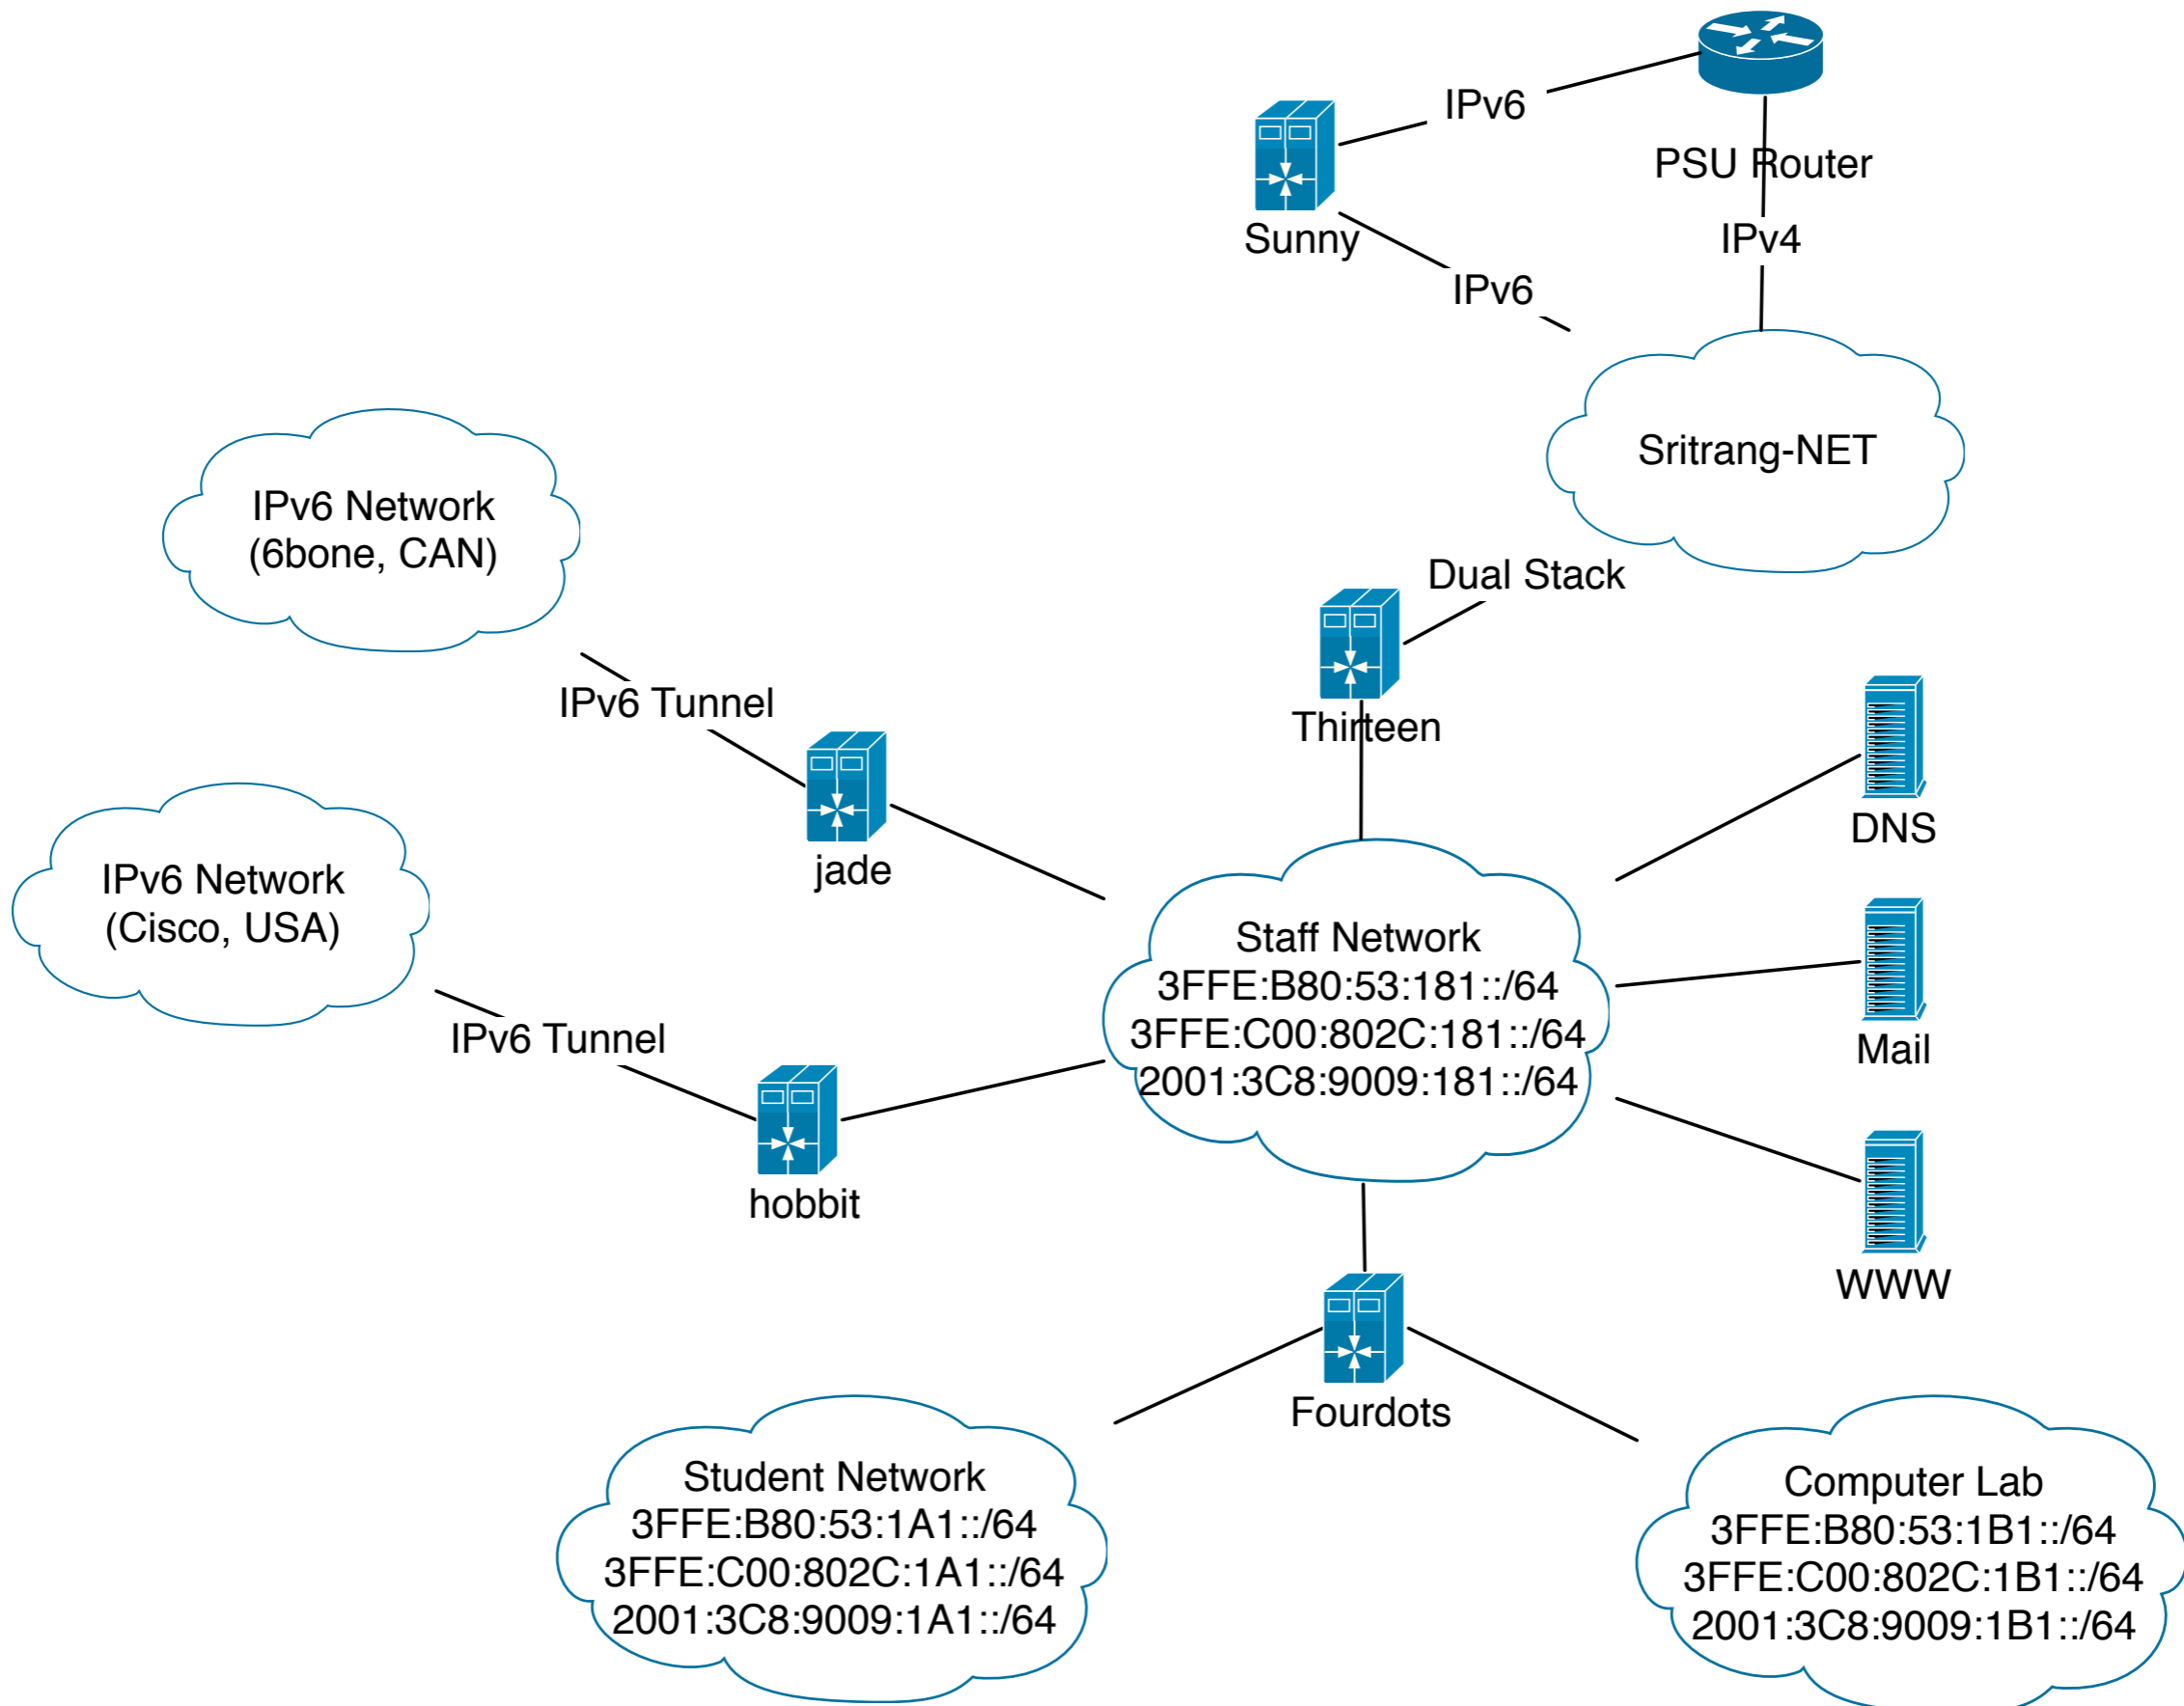 IPv6
PSU Router
Sunny
IPv4
IPv6
Sritrang-NET
IPv6 Network
(6bone, CAN)
Dual Stack
IPv6 Tunnel
Thirteen
DNS
jade
IPv6 Network
(Cisco, USA)
Staff Network
3FFE:B80:53:181::/64
3FFE:C00:802C:181::/64
2001:3C8:9009:181::/64
IPv6 Tunnel
Mail
hobbit
WWW
Fourdots
Student Network
3FFE:B80:53:1A1::/64
3FFE:C00:802C:1A1::/64
2001:3C8:9009:1A1::/64
Computer Lab
3FFE:B80:53:1B1::/64
3FFE:C00:802C:1B1::/64
2001:3C8:9009:1B1::/64